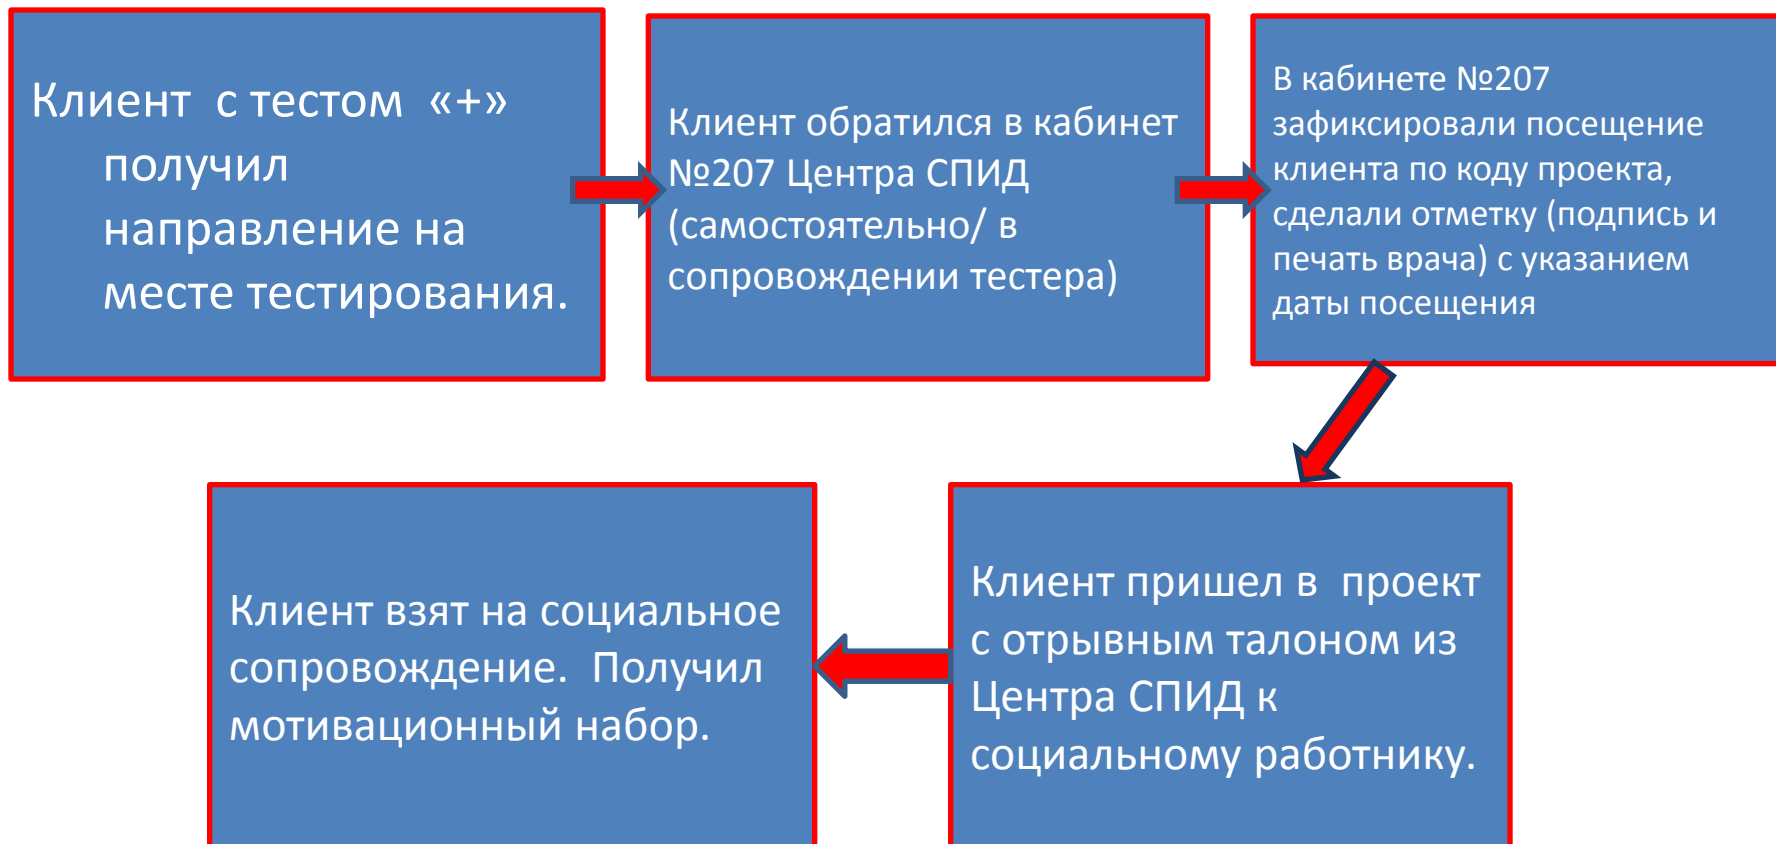 Клиент с тестом «+»
получил
направление на
месте тестирования.
Клиент обратился в кабинет
№207 Центра СПИД
(самостоятельно/ в
сопровождении тестера)
В кабинете №207
зафиксировали посещение
клиента по коду проекта,
сделали отметку (подпись и
печать врача) с указанием
даты посещения
Клиент пришел в проект
с отрывным талоном из
Центра СПИД к
социальному работнику.
Клиент взят на социальное
сопровождение. Получил
мотивационный набор.